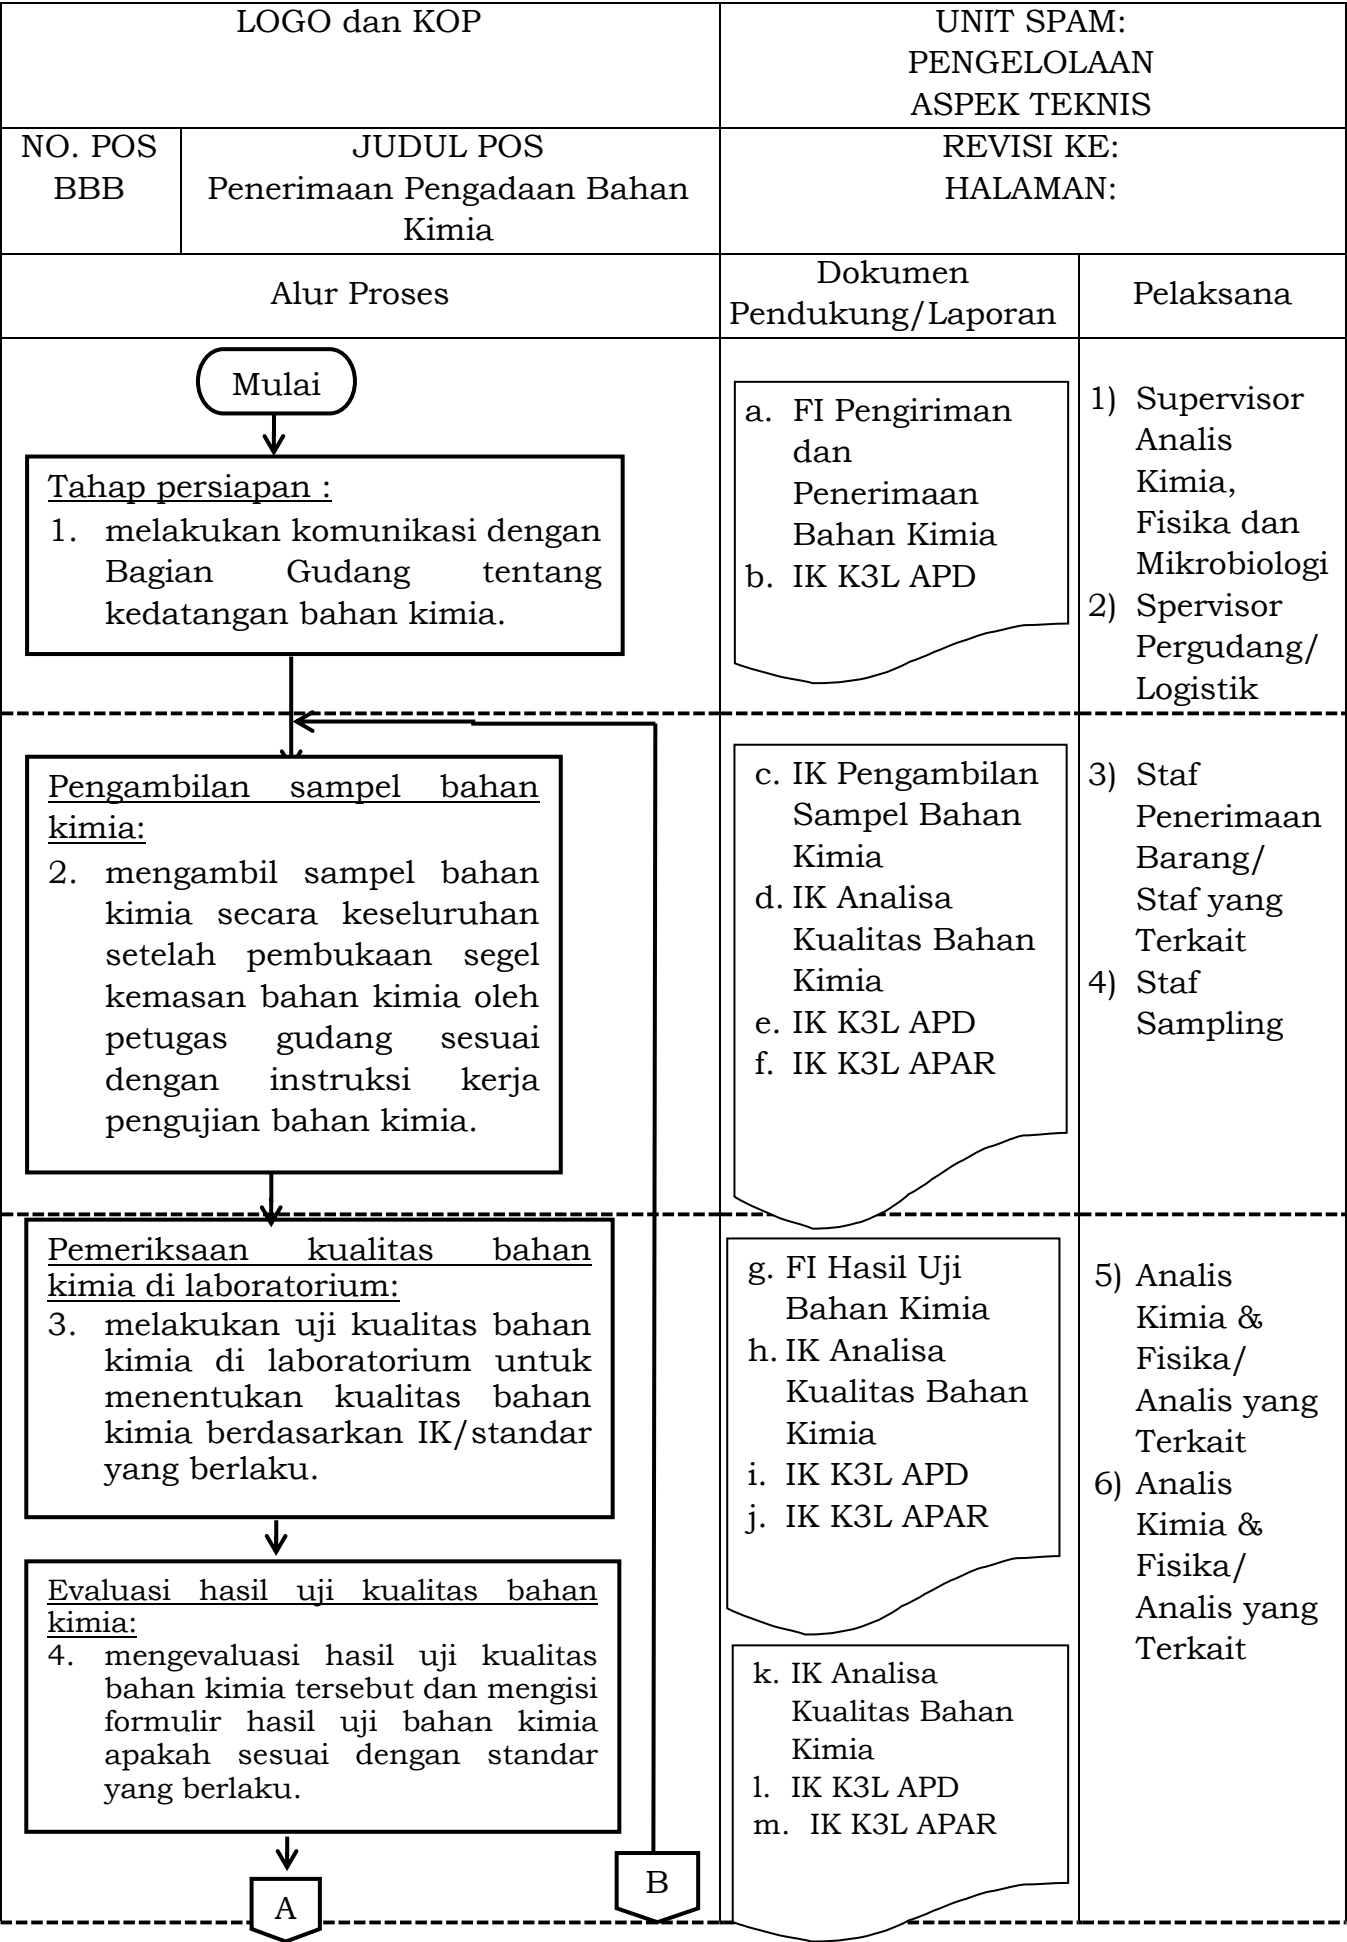 LOGO dan KOP
UNIT SPAM:
PENGELOLAAN
ASPEK TEKNIS
NO. POS
BBB
JUDUL POS
Penerimaan Pengadaan Bahan
Kimia
REVISI KE:
HALAMAN:
Alur Proses
Dokumen
Pendukung/Laporan
Pelaksana
Mulai
Tahap persiapan :
1. melakukan komunikasi dengan
Bagian Gudang tentang
kedatangan bahan kimia.
a. FI Pengiriman
dan
Penerimaan
Bahan Kimia
b. IK K3L APD
1) Supervisor
Analis
Kimia,
Fisika dan
Mikrobiologi
2) Spervisor
Pergudang/
Logistik
Pengambilan sampel bahan
kimia:
2. mengambil sampel bahan
kimia secara keseluruhan
setelah pembukaan segel
kemasan bahan kimia oleh
petugas gudang sesuai
dengan instruksi kerja
pengujian bahan kimia.
c. IK Pengambilan
Sampel Bahan
Kimia
d. IK Analisa
Kualitas Bahan
Kimia
e. IK K3L APD
f. IK K3L APAR
3) Staf
Penerimaan
Barang/
Staf yang
Terkait
4) Staf
Sampling
Pemeriksaan kualitas bahan
kimia di laboratorium:
3. melakukan uji kualitas bahan
kimia di laboratorium untuk
menentukan kualitas bahan
kimia berdasarkan IK/standar
yang berlaku.
g. FI Hasil Uji
Bahan Kimia
h. IK Analisa
Kualitas Bahan
Kimia
i. IK K3L APD
j. IK K3L APAR
5) Analis
Kimia &
Fisika/
Analis yang
Terkait
6) Analis
Kimia &
Fisika/
Analis yang
Terkait
Evaluasi hasil uji kualitas bahan
kimia:
4. mengevaluasi hasil uji kualitas
bahan kimia tersebut dan mengisi
formulir hasil uji bahan kimia
apakah sesuai dengan standar
yang berlaku.
k. IK Analisa
Kualitas Bahan
Kimia
l. IK K3L APD
m. IK K3L APAR
A
B